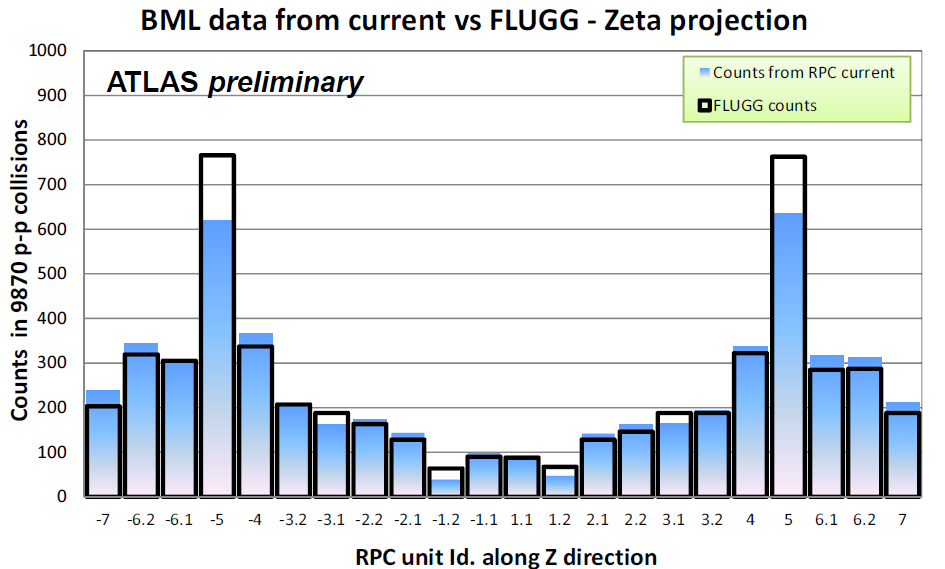 BML data from current vs FLUGG - Zeta projection
ATLAS preliminary
Counts from RPC current
FLUGG counts
Counts in 9870 p-p collisions
1000
900
800
700
600
500
400
300
200
100
0
-7 -6.2 -6.1 -5 -4 -3.2 -3.1 -2.2 -2.1 -1.2 -1.1 1.1 1.2 2.1 2.2 3.1 3.2 4 5 6.1 6.2 7
RPC unit Id. along Z direction